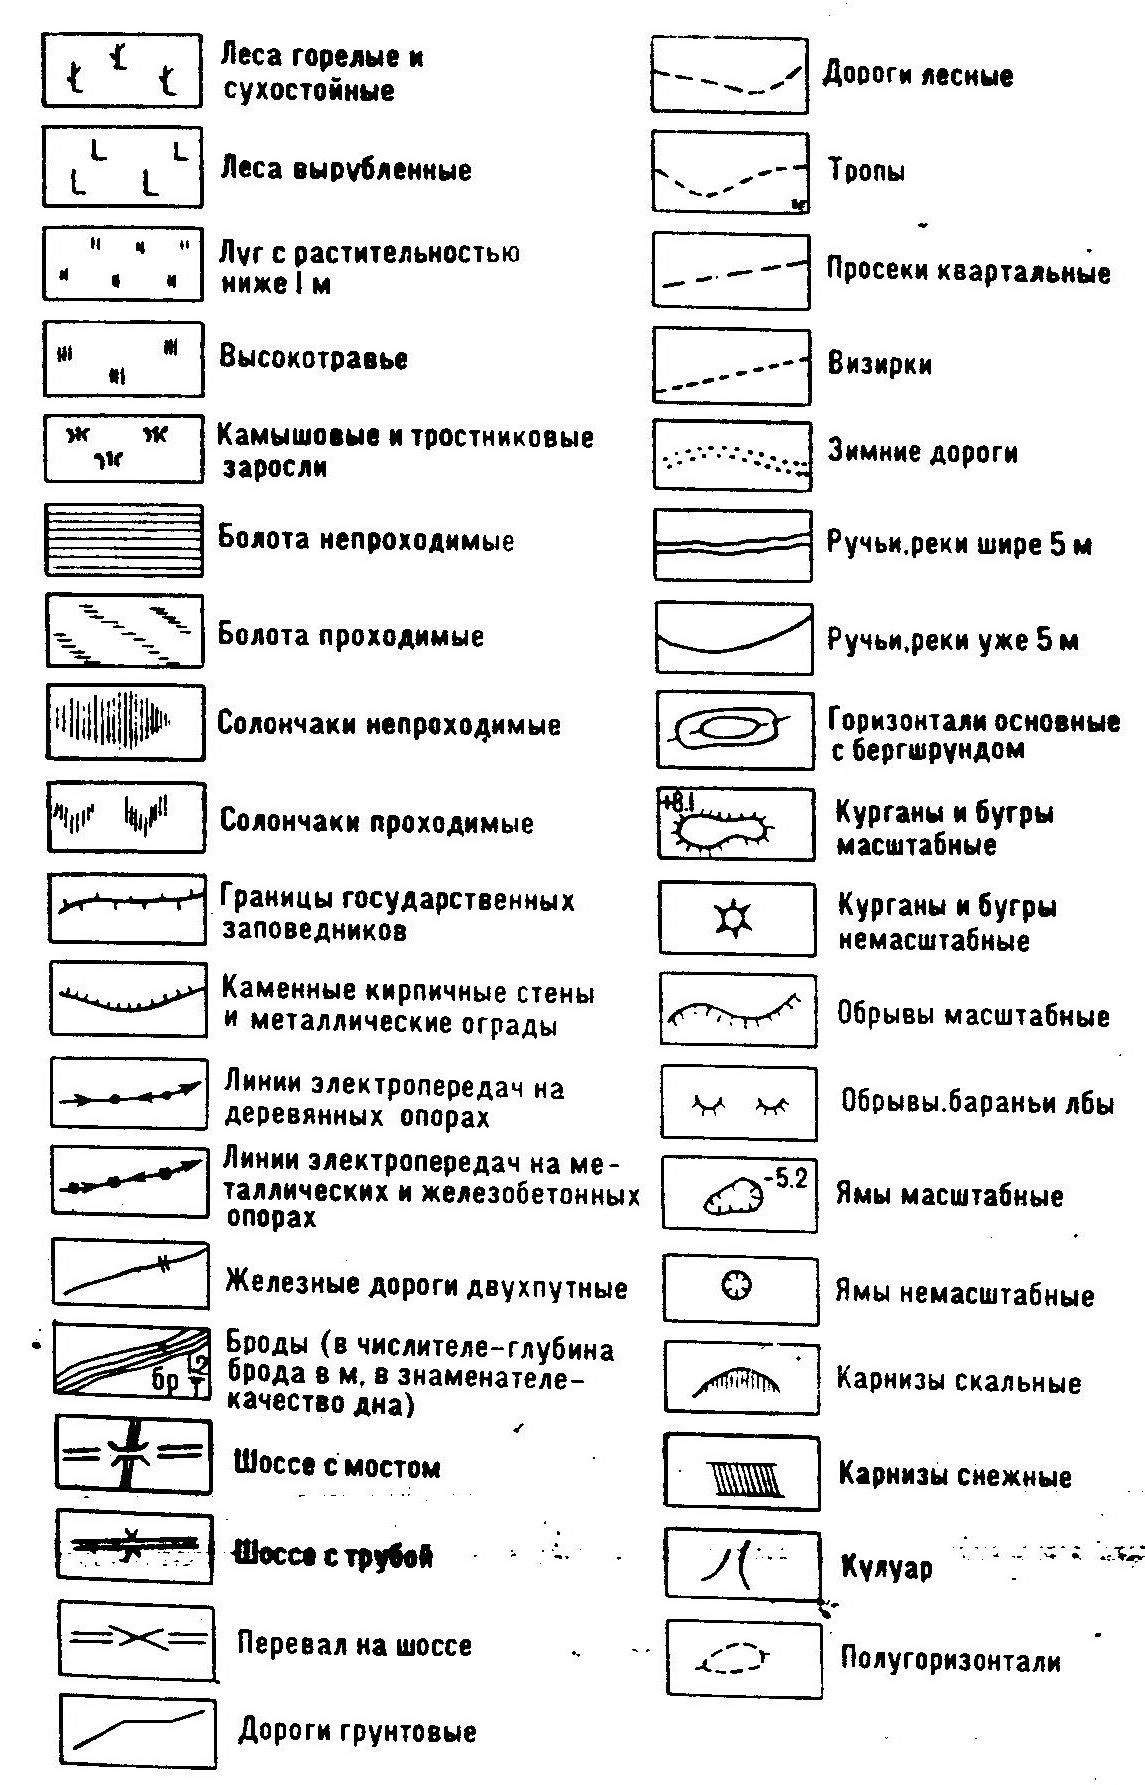 Леса горелые и
сухостойные
Леса вырубленные
Луг с растительностью
ниже 1 м
Высокотравье
Камышовые и тростниковые
заросли
Болота непроходимые
Болота проходимые
Солончаки непроходимые
Солончаки проходимые
Границы государственных
заповедников
Каменные кирпичные стены
и металлические ограды
Линии электропередач на
деревянных опорах
Линии электропередач на ме-
таллических и железобетонных
опорах
Железные дороги двухпутные
бр 1,2
Т
Броды (в числителе-глубина
брода в м, в знаменателе-
качество дна)
Шоссе с мостом
Шоссе с трубой
Перевал на шоссе
Дороги грунтовые
Дороги лесные
Тропы
Просеки квартальные
Визирки
Зимние дороги
Ручьи,реки шире 5 м
Ручьи,реки уже 5 м
Горизонтали основные
с бергшрундом
+8.1
Курганы и бугры
масштабные
Курганы и бугры
немасштабные
Обрывы масштабные
Обрывы.бараньи лбы
-5.2
Ямы масштабные
Ямы немасштабные
Карнизы скальные
Карнизы снежные
Кулуар
Полугоризонтали